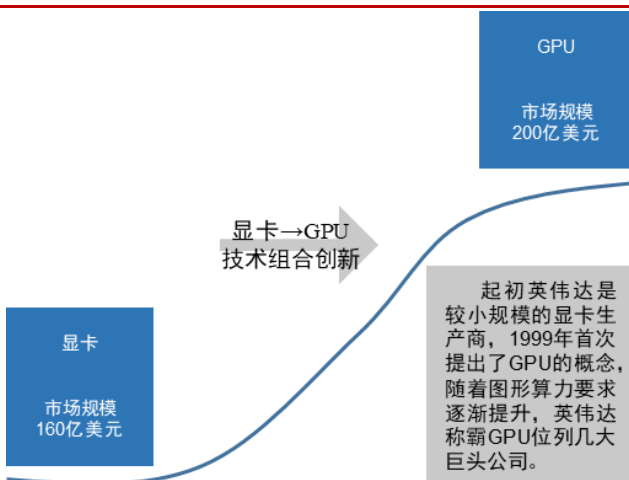 GPU
市场规模
200亿美元
显卡→GPU
技术组合创新
显卡
市场规模
160亿美元
起初英伟达是
较小规模的显卡生
产商，1999年首次
提出了GPU的概念，
随着图形算力要求
逐渐提升，英伟达
称霸GPU位列几大
巨头公司。